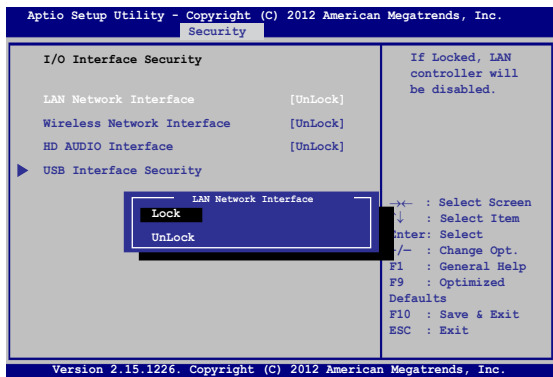 Aptio Setup Utility - Copyright (C) 2012 American Megatrends, Inc.
Security
I/O Interface Security
LAN Network Interface [UnLock]
Wireless Network Interface [UnLock]
HD AUDIO Interface [UnLock]
USB Interface Security
LAN Network Interface
Lock
UnLock
If Locked, LAN
controller will
be disabled.
→← : Select Screen
↑↓ : Select Item
Enter: Select
+/— : Change Opt.
F1 : General Help
F9 : Optimized
Defaults
F10 : Save & Exit
ESC : Exit
Version 2.15.1226. Copyright (C) 2012 American Megatrends, Inc.